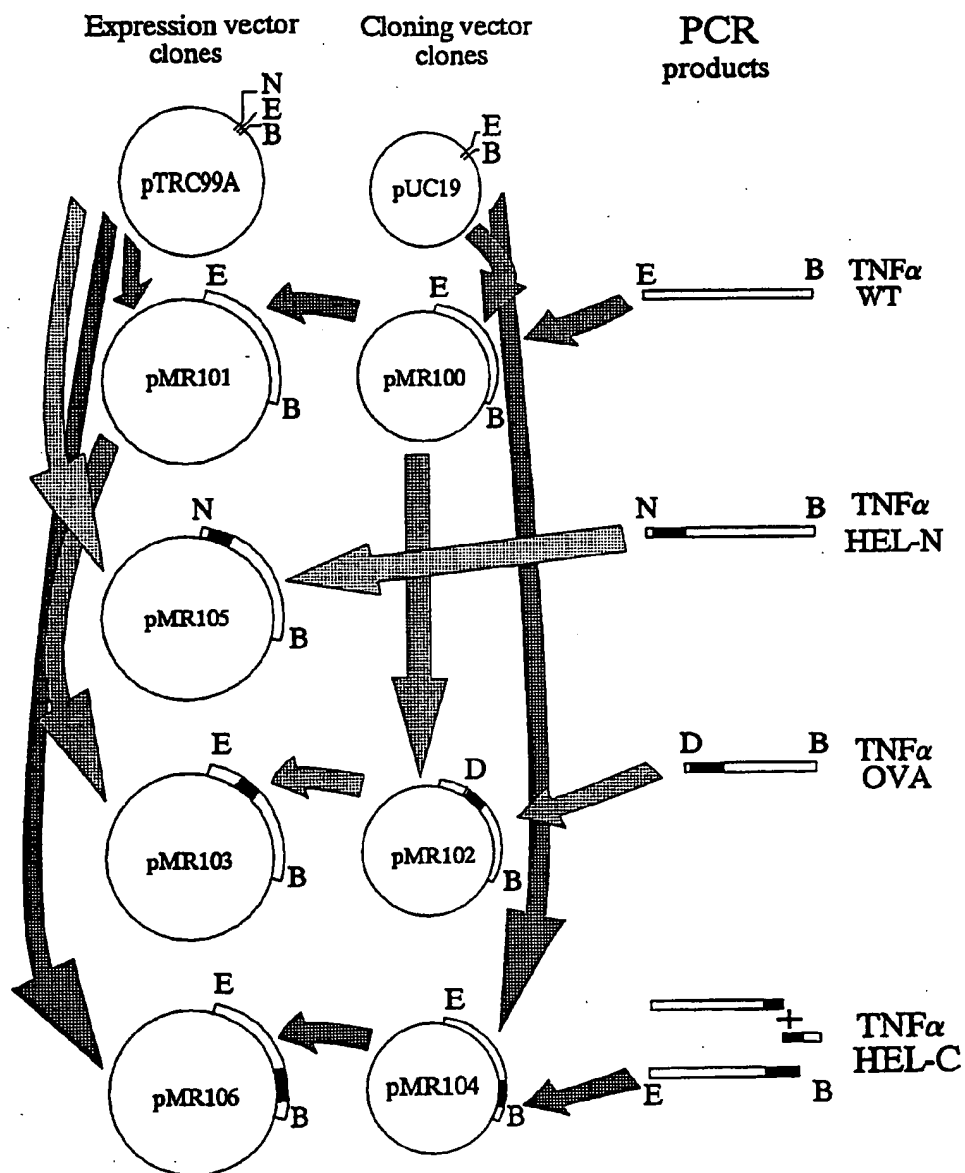 Expression vector
clones
Cloning vector
clones
PCR
products
N
E
B
pTRC99A
E
B
pUC19
E
B
pMR101
E
B
pMR100
E
B
TNFα
WT
N
B
pMR105
N
B
TNFα
HEL-N
E
B
pMR103
D
B
pMR102
D
B
TNFα
OVA
E
B
pMR106
E
B
pMR104
+
E
B
TNFα
HEL-C